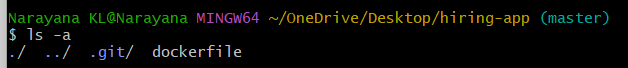 Narayana KL@Narayana MINGW64 ~/OneDrive/Desktop/hiring-app (master)
$ ls -a
./  ../  .git/  dockerfile